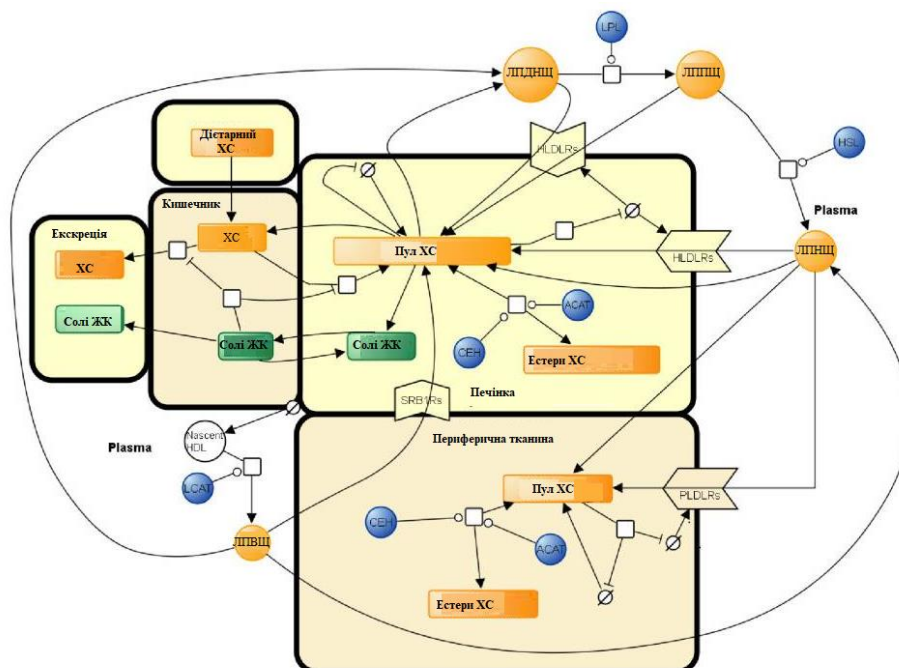 LPL
ЛПДНЩ
ЛППЩ
Дієтарний
ХС
HLDLRs
HSL
Кишечник
Plasma
Екскреція
ХС
ХС
Пул ХС
HLDLRs
ЛПНЩ
ACAT
Солі ЖК
Солі ЖК
Солі ЖК
CEH
Естери ХС
SRB1Rs
Печінка
Plasma
Nascent
HDL
Периферична тканина
LCAT
Пул ХС
PLDLRs
CEH
ЛПВЩ
ACAT
Естери ХС